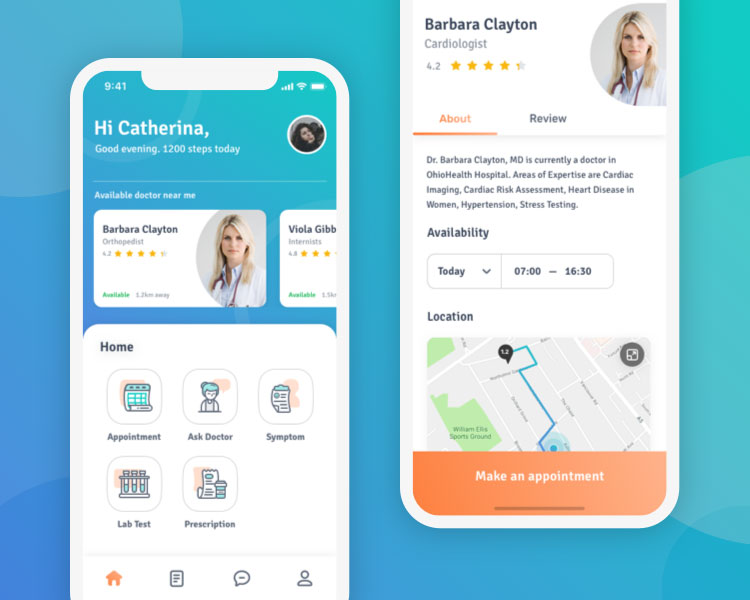 9:41
Hi Catherina,
Good evening. 1200 steps today
Available doctor near me
Barbara Clayton
Orthopedist
4.2
Available 1.2km away
Viola Gibb
Internists
4.8
Available
Home
Appointment
Ask Doctor
Symptom
Lab Test
Prescription
Barbara Clayton
Cardiologist
4.2
About
Review
Dr. Barbara Clayton, MD is currently a doctor in
OhioHealth Hospital. Areas of Expertise are Cardiac
Imaging, Cardiac Risk Assessment, Heart Disease in
Women, Hypertension, Stress Testing.
Availability
Today
07:00 — 16:30
Location
1.2
William Ellis
Sports Ground
A5
Make an appointment